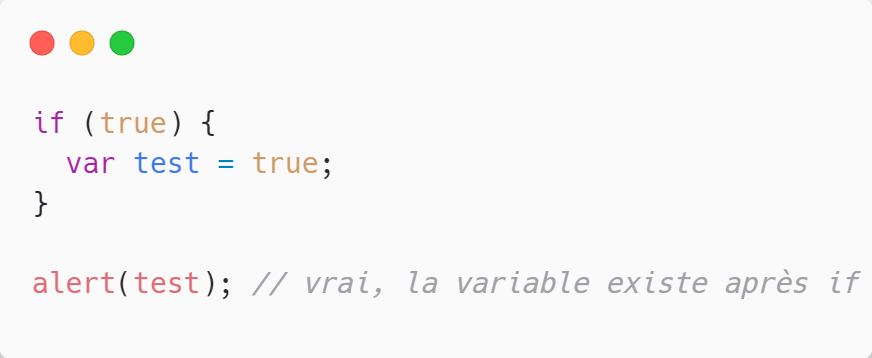 if (true) {
  var test = true;
}
alert(test); // vrai, la variable existe après if